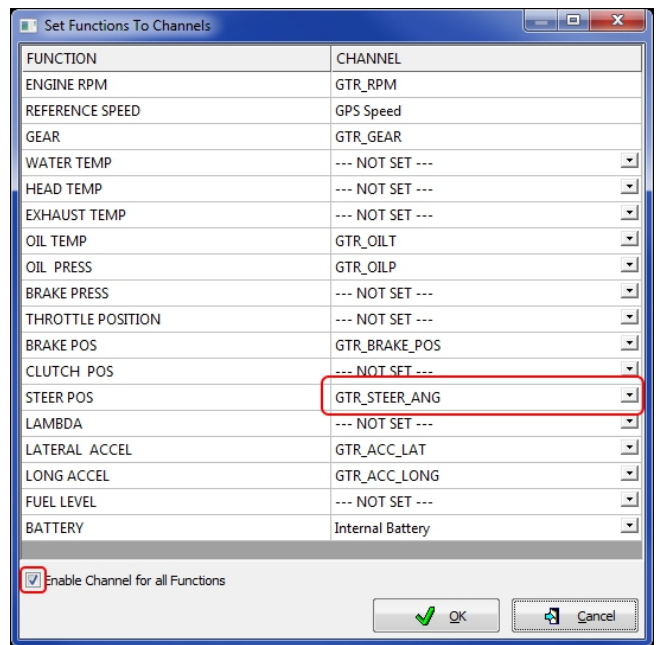 Set Functions To Channels
FUNCTION CHANNEL
ENGINE RPM GTR_RPM
REFERENCE SPEED GPS Speed
GEAR GTR_GEAR
WATER TEMP --- NOT SET ---
HEAD TEMP --- NOT SET ---
EXHAUST TEMP --- NOT SET ---
OIL TEMP GTR_OILT
OIL PRESS GTR_OILP
BRAKE PRESS --- NOT SET ---
THROTTLE POSITION --- NOT SET ---
BRAKE POS GTR_BRAKE_POS
CLUTCH POS --- NOT SET ---
STEER POS GTR_STEER_ANG
LAMBDA --- NOT SET ---
LATERAL ACCEL GTR_ACC_LAT
LONG ACCEL GTR_ACC_LONG
FUEL LEVEL --- NOT SET ---
BATTERY Internal Battery
Enable Channel for all Functions
OK Cancel